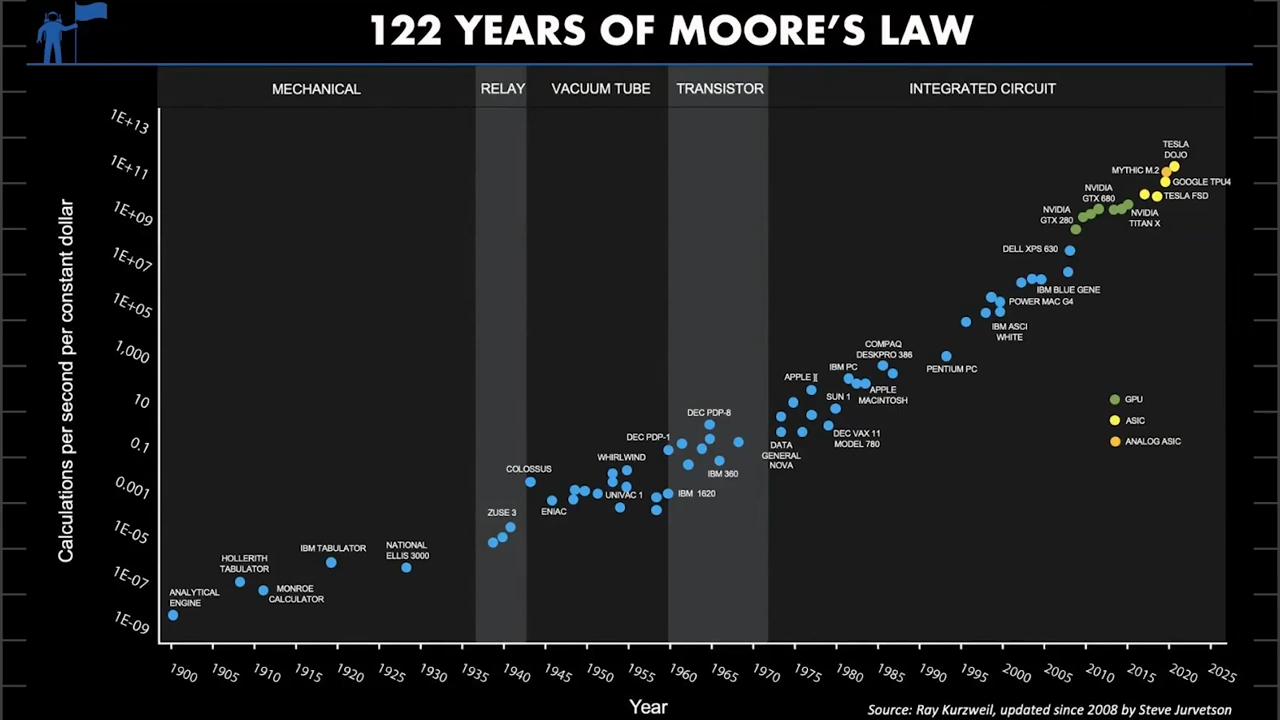 122 YEARS OF MOORE'S LAW
MECHANICAL
RELAY
VACUUM TUBE
TRANSISTOR
INTEGRATED CIRCUIT
Calculations per second per constant dollar
1E+13
1E+11
1E+09
1E+07
1E+05
1,000
10
0.1
0.001
1E-05
1E-07
1E-09
ANALYTICAL
ENGINE
HOLLERITH
TABULATOR
MONROE
CALCULATOR
IBM TABULATOR
NATIONAL
ELLIS 3000
ZUSE 3
COLOSSUS
ENIAC
WHIRLWIND
UNIVAC 1
DEC PDP-1
IBM 1620
DEC PDP-8
IBM 360
DATA
GENERAL
NOVA
APPLE ][
SUN 1
DEC VAX 11
MODEL 780
IBM PC
COMPAQ
DESKPRO 386
APPLE
MACINTOSH
PENTIUM PC
IBM ASCI
WHITE
POWER MAC G4
IBM BLUE GENE
DELL XPS 630
NVIDIA
GTX 280
NVIDIA
GTX 680
NVIDIA
TITAN X
MYTHIC M.2
TESLA
DOJO
GOOGLE TPU4
TESLA FSD
GPU
ASIC
ANALOG ASIC
1900
1905
1910
1915
1920
1925
1930
1935
1940
1945
1950
1955
1960
1965
1970
1975
1980
1985
1990
1995
2000
2005
2010
2015
2020
2025
Year
Source: Ray Kurzweil, updated since 2008 by Steve Jurvetson